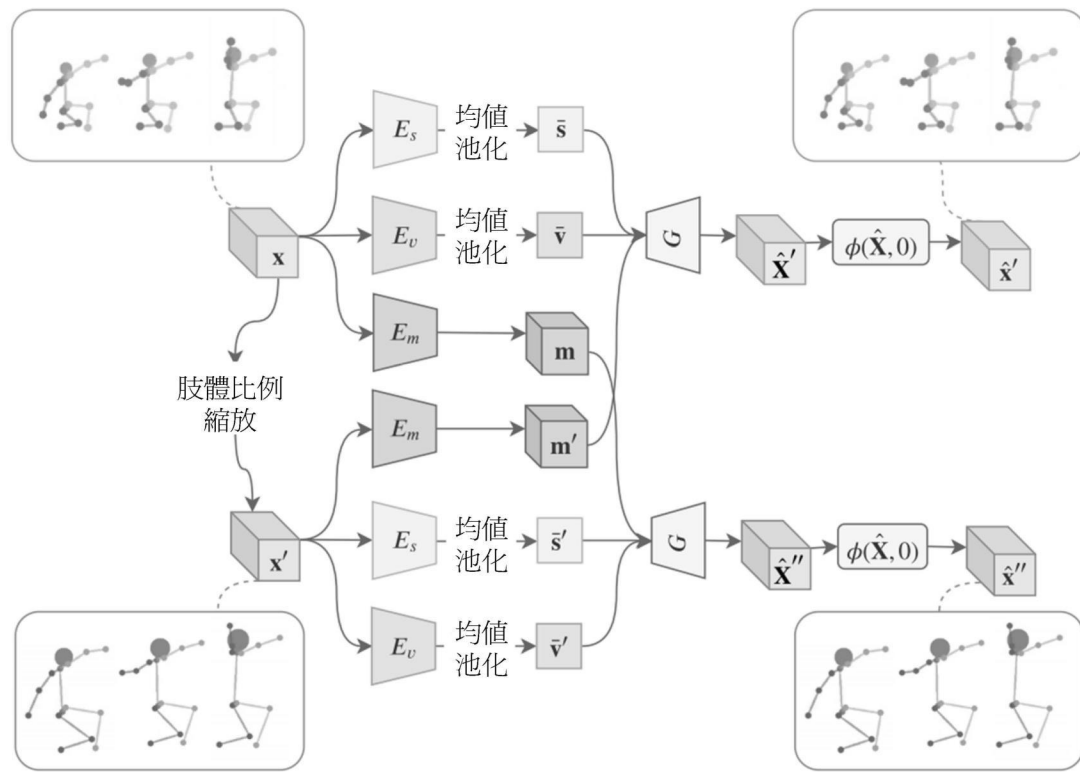 E_s 均值池化 s̄
x E_v 均值池化 v̄ G X̂′ ϕ(X̂, 0) x̂′
E_m m
肢體比例
縮放
E_m m′
x′ E_s 均值池化 s̄′ G X̂″ ϕ(X̂, 0) x̂″
E_v 均值池化 v̄′